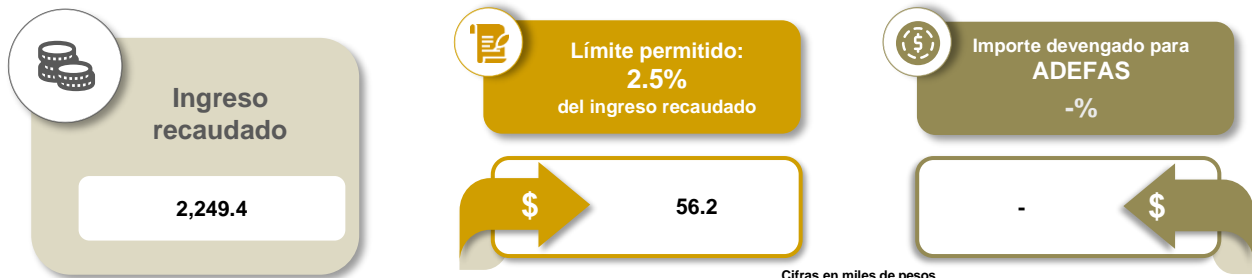 Ingreso
recaudado
2,249.4
Límite permitido:
2.5%
del ingreso recaudado
$
56.2
Importe devengado para
ADEFAS
-%
-
$
Cifras en miles de pesos